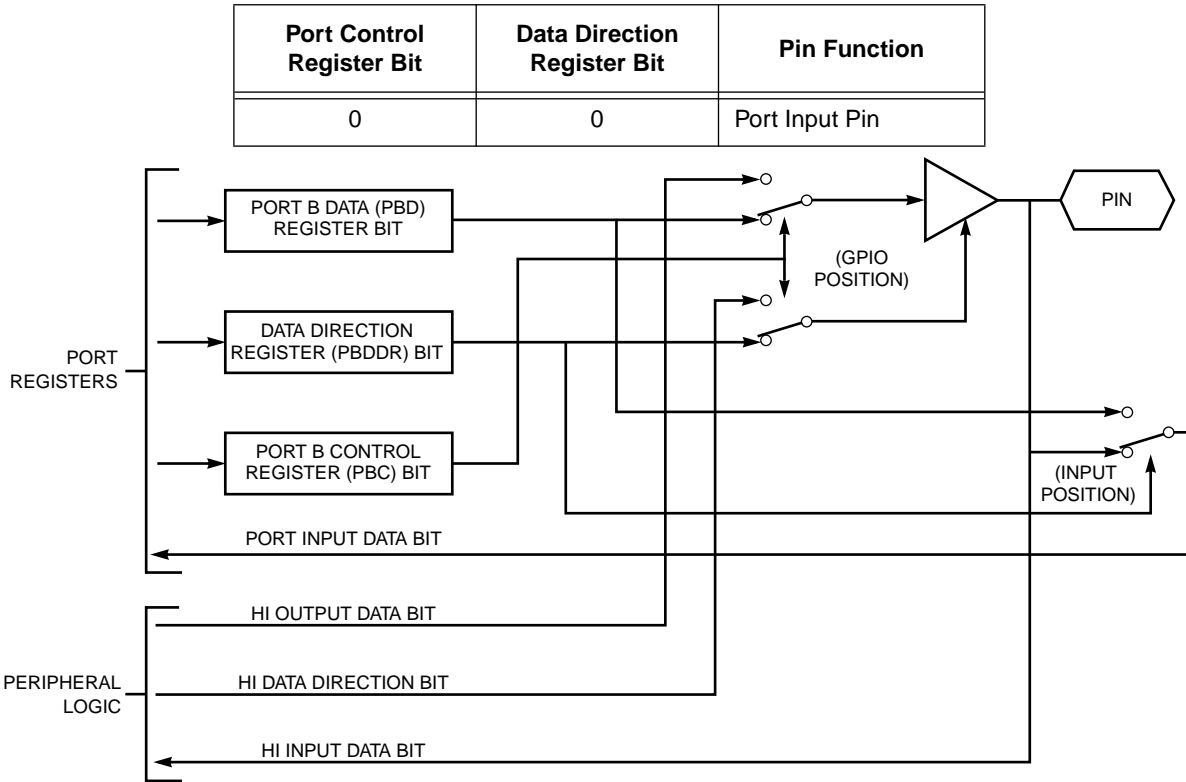 Port Control
Register Bit
Data Direction
Register Bit
Pin Function
0
0
Port Input Pin
PORT B DATA (PBD)
REGISTER BIT
PIN
(GPIO
POSITION)
DATA DIRECTION
REGISTER (PBDDR) BIT
PORT
REGISTERS
PORT B CONTROL
REGISTER (PBC) BIT
(INPUT
POSITION)
PORT INPUT DATA BIT
HI OUTPUT DATA BIT
PERIPHERAL
LOGIC
HI DATA DIRECTION BIT
HI INPUT DATA BIT